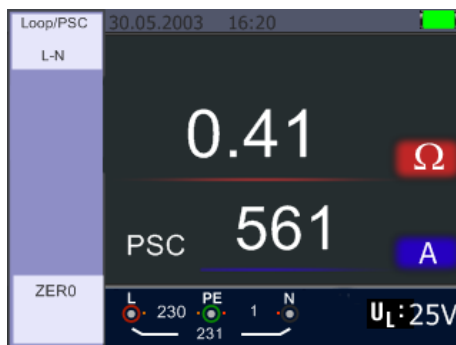 Loop/PSC 30.05.2003 16:20
L-N
0.41 Ω
PSC 561 A
ZER0
L PE N
230 1
231
UL:25V